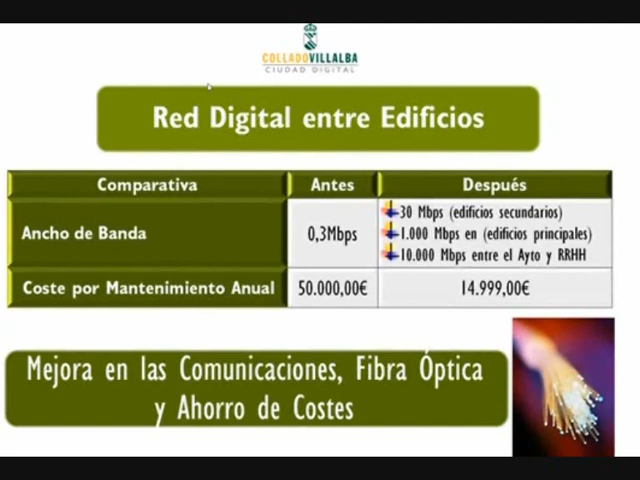 COLLADOVILLALBA
CIUDAD DIGITAL
Red Digital entre Edificios
Comparativa Antes Después
Ancho de Banda 0,3Mbps
30 Mbps (edificios secundarios)
1.000 Mbps en (edificios principales)
10.000 Mbps entre el Ayto y RRHH
Coste por Mantenimiento Anual 50.000,00€ 14.999,00€
Mejora en las Comunicaciones, Fibra Óptica
y Ahorro de Costes